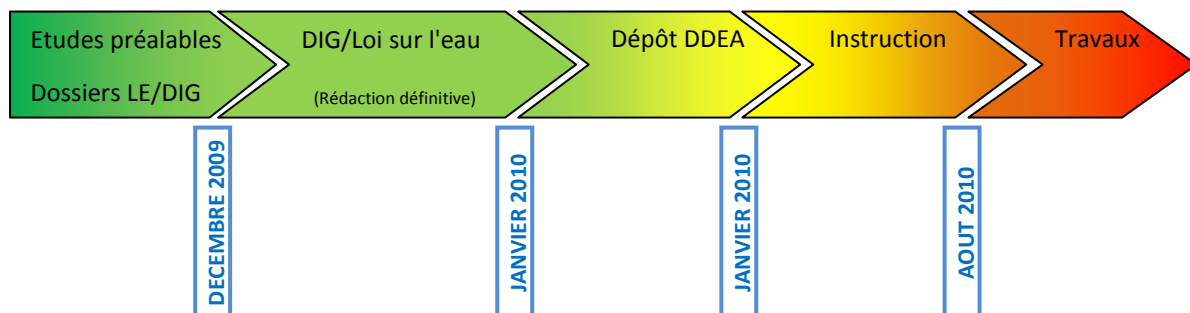 Etudes préalables
Dossiers LE/DIG
DIG/Loi sur l'eau
(Rédaction définitive)
Dépôt DDEA
Instruction
Travaux
DECEMBRE 2009
JANVIER 2010
JANVIER 2010
AOUT 2010